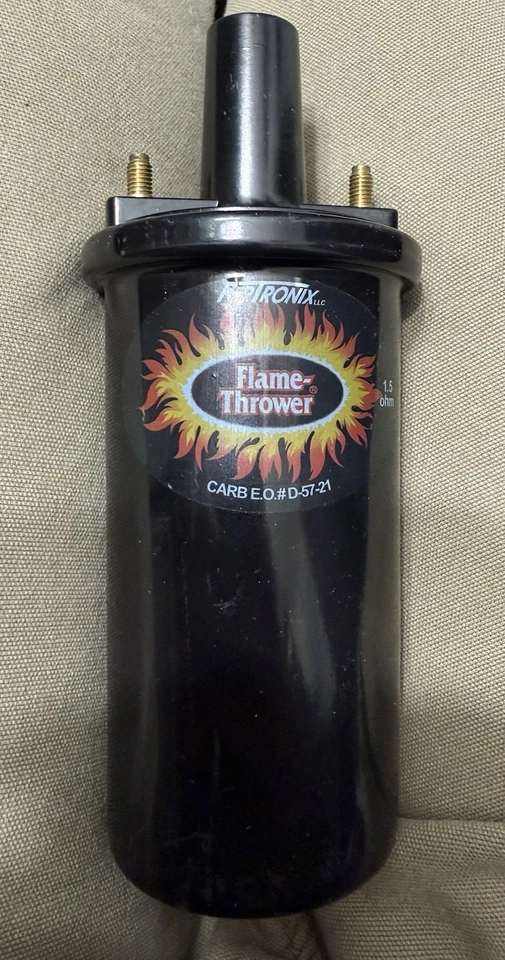 PERTRONIX LLC
Flame-
Thrower®
CARB E.O.# D-57-21
1.5
ohm